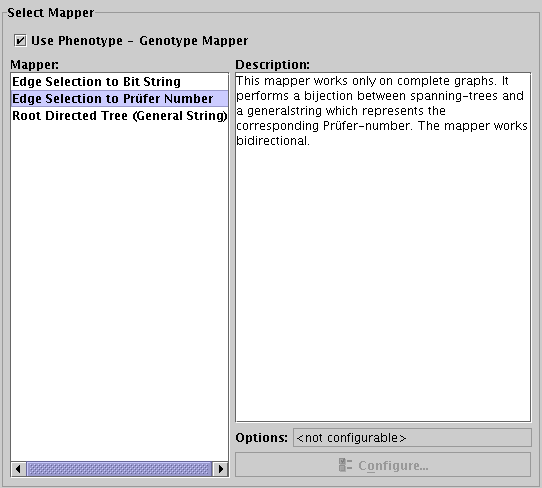 Select Mapper
Use Phenotype - Genotype Mapper
Mapper:
Edge Selection to Bit String
Edge Selection to Prüfer Number
Root Directed Tree (General String)
Description:
This mapper works only on complete graphs. It
performs a bijection between spanning-trees and
a generalstring which represents the
corresponding Prüfer-number. The mapper works
bidirectional.
Options: <not configurable>
Configure...